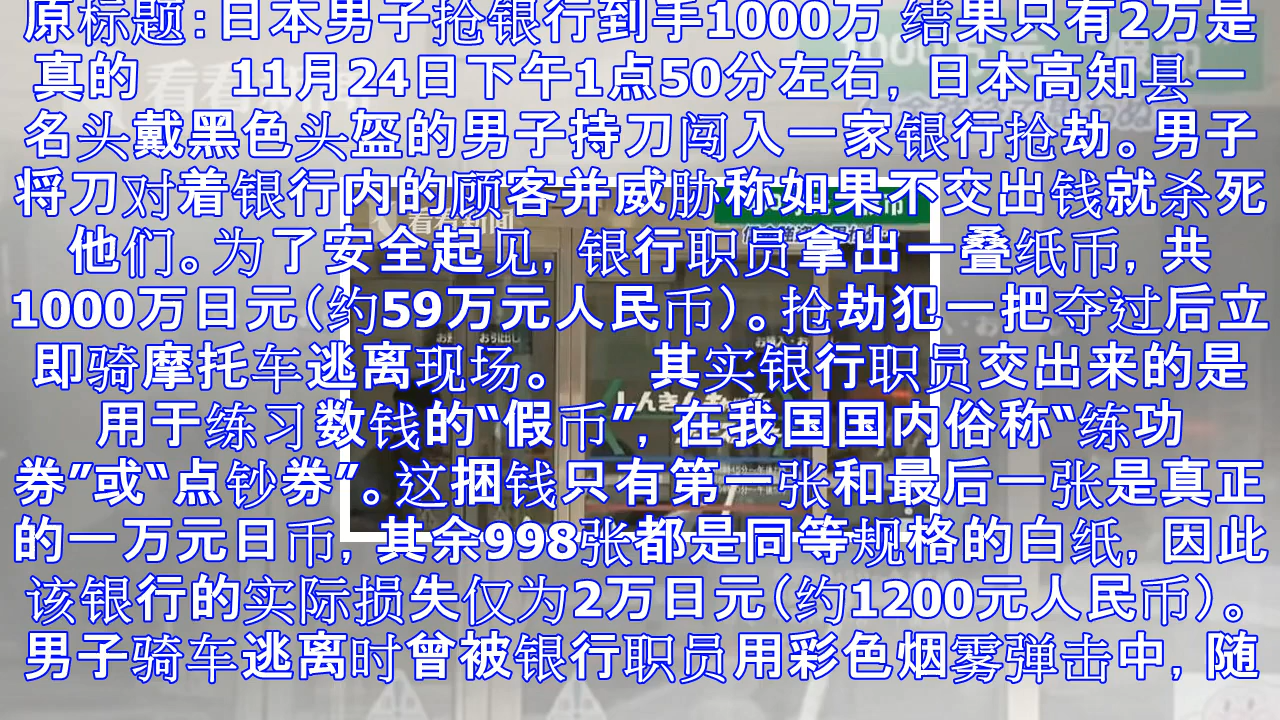 原标题:日本男子抢银行到手1000万 结果只有2万是
真的 11月24日下午1点50分左右, 日本高知县一
名头戴黑色头盔的男子持刀闯入一家银行抢劫。男子
将刀对着银行内的顾客并威胁称如果不交出钱就杀死
他们。为了安全起见, 银行职员拿出一叠纸币, 共
1000万日元(约59万元人民币)。抢劫犯一把夺过后立
即骑摩托车逃离现场。 其实银行职员交出来的是
用于练习数钱的“假币”, 在我国国内俗称“练功
券”或“点钞券”。这捆钱只有第一张和最后一张是真正
的一万元日币, 其余998张都是同等规格的白纸, 因此
该银行的实际损失仅为2万日元(约1200元人民币)。
男子骑车逃离时曾被银行职员用彩色烟雾弹击中, 随
看看新闻
お引出し